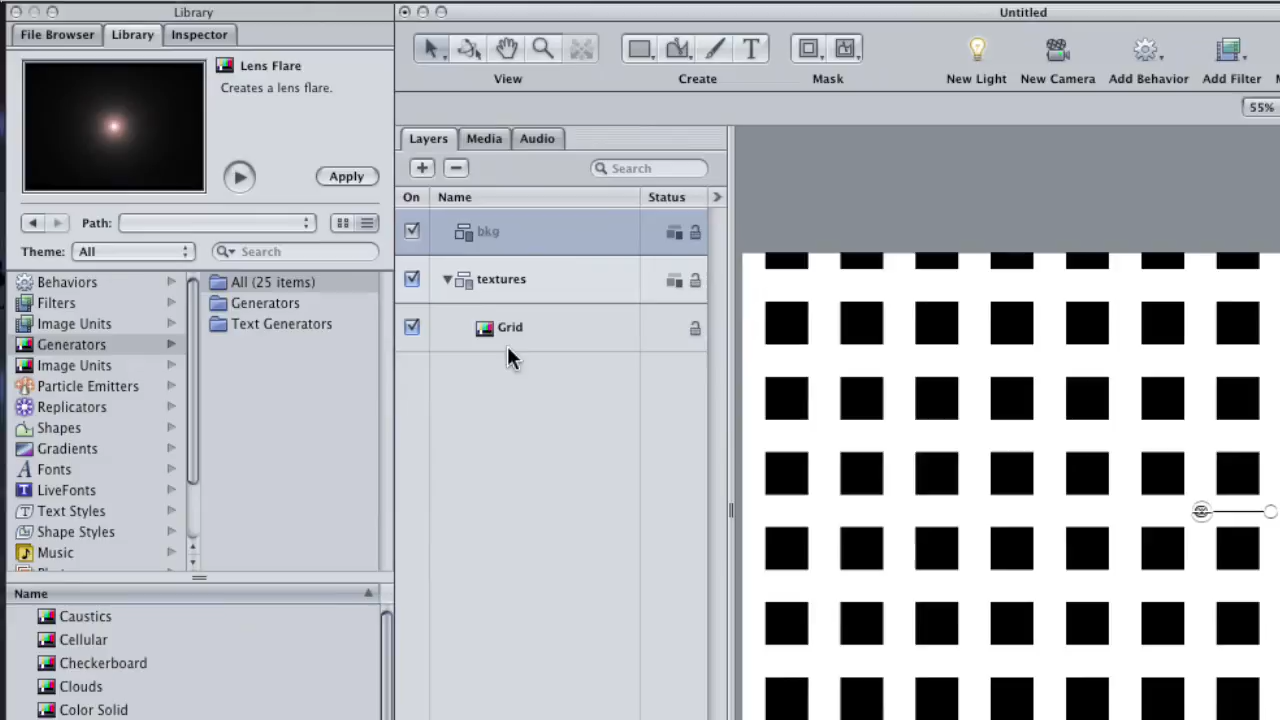 Library
Untitled
File Browser
Library
Inspector
Lens Flare
Creates a lens flare.
Apply
Path:
Theme: All
Search
View
Create
Mask
New Light
New Camera
Add Behavior
Add Filter
55%
Layers
Media
Audio
Search
On
Name
Status
bkg
textures
Grid
Behaviors
Filters
Image Units
Generators
Image Units
Particle Emitters
Replicators
Shapes
Gradients
Fonts
LiveFonts
Text Styles
Shape Styles
Music
All (25 items)
Generators
Text Generators
Name
Caustics
Cellular
Checkerboard
Clouds
Color Solid